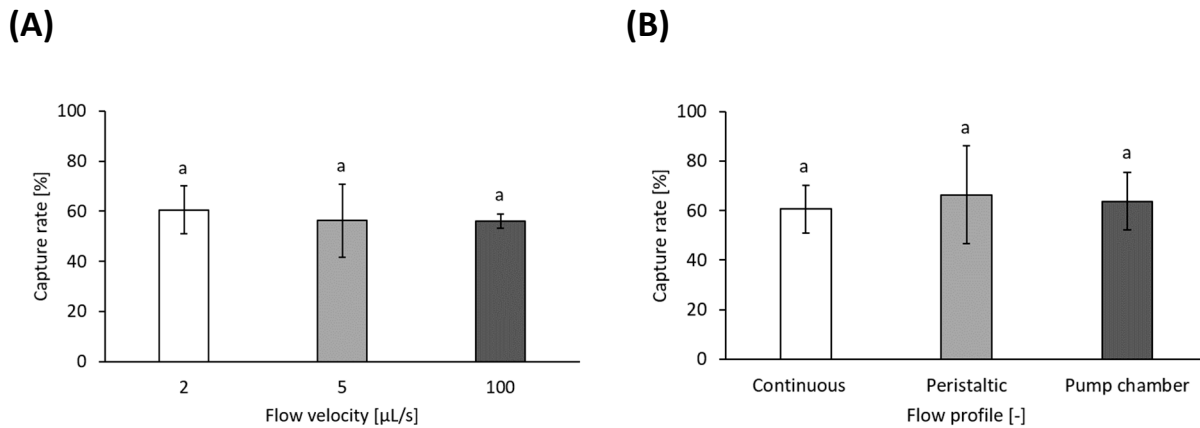 (A)
(B)
Capture rate [%]
100
80
60
40
20
0
a
a
a
2
5
100
Flow velocity [µL/s]
Capture rate [%]
100
80
60
40
20
0
a
a
a
Continuous
Peristaltic
Pump chamber
Flow profile [-]